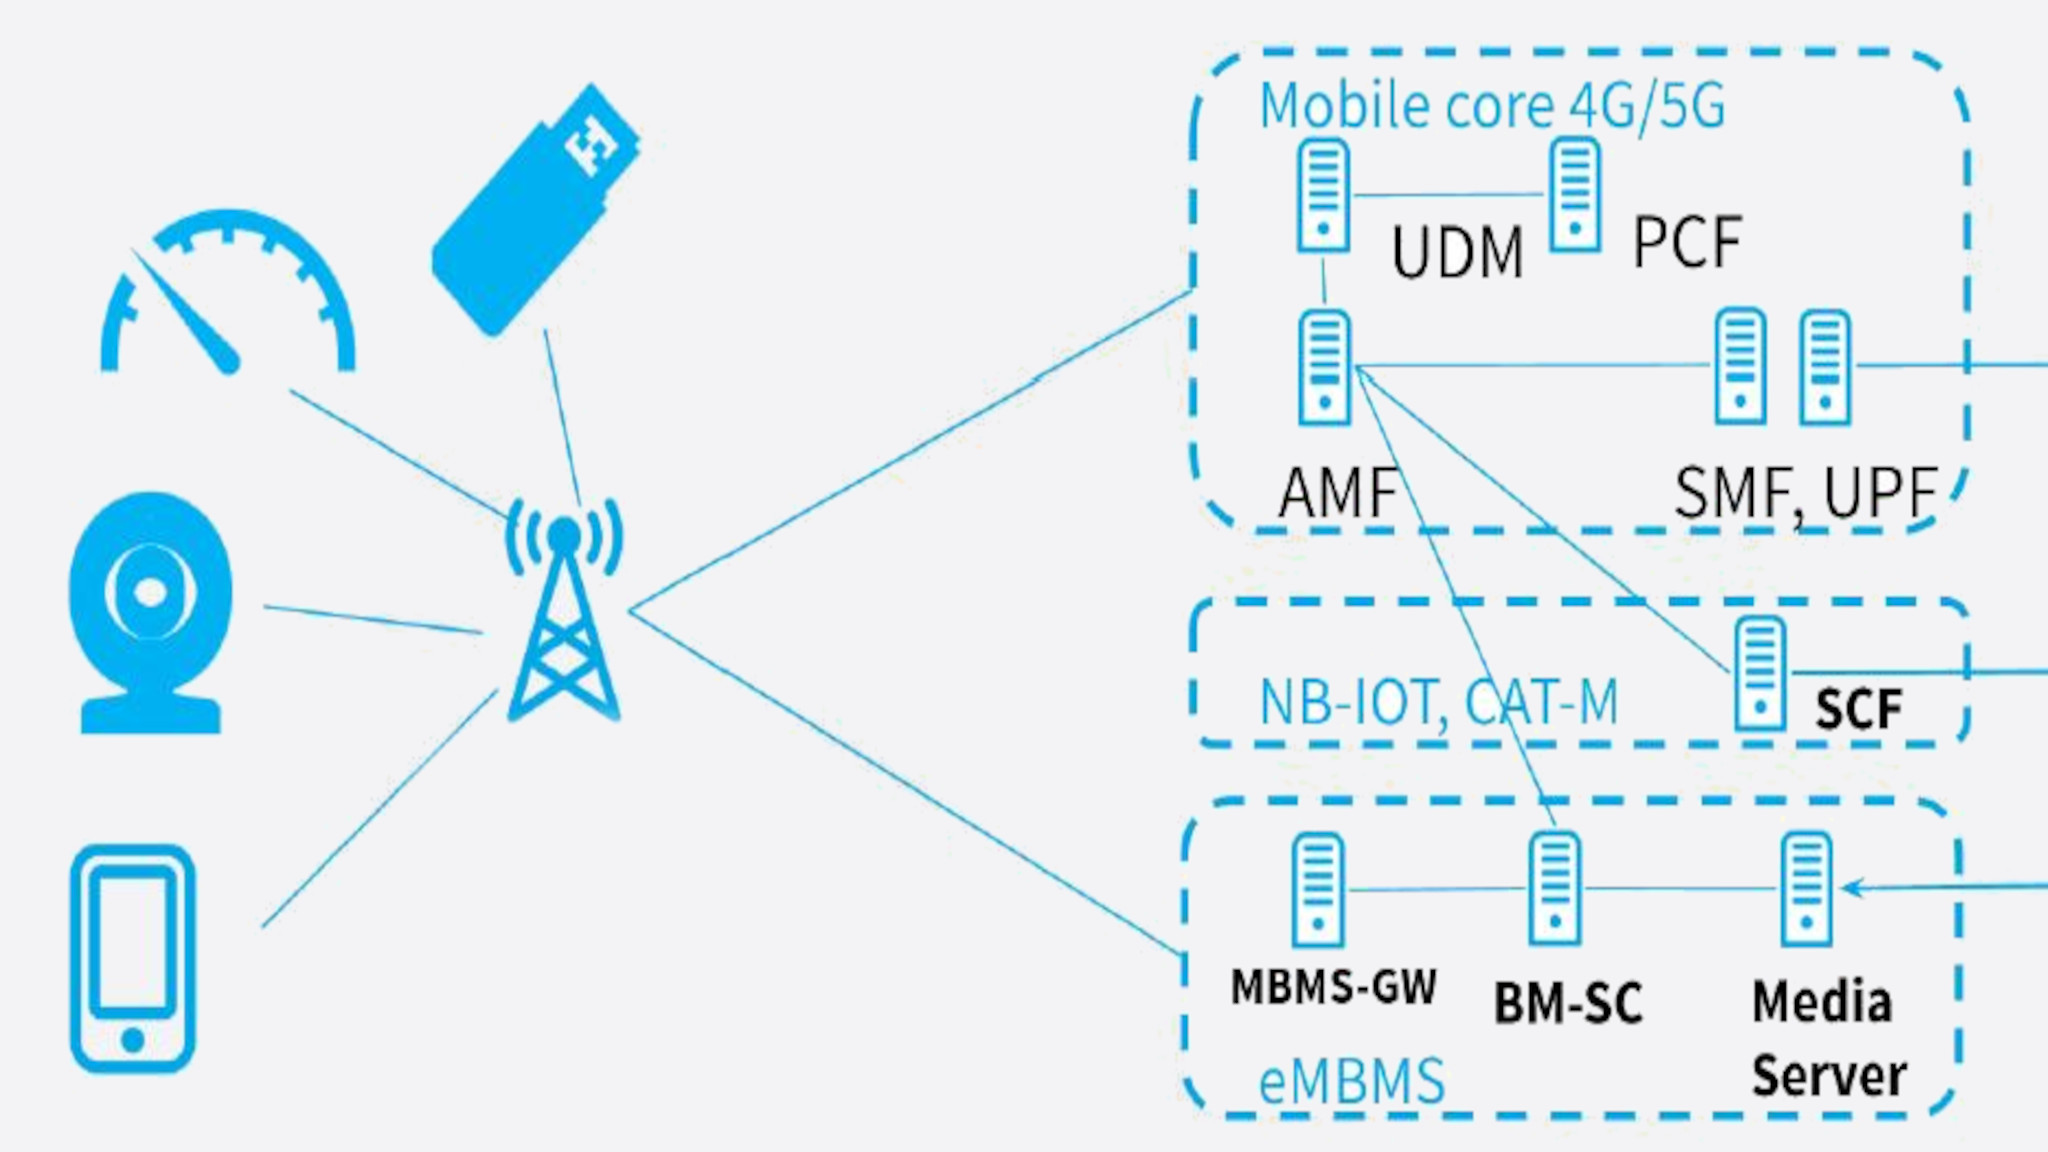 Mobile core 4G/5G
UDM
PCF
AMF
SMF, UPF
NB-IOT, CAT-M
SCF
MBMS-GW
BM-SC
Media
Server
eMBMS